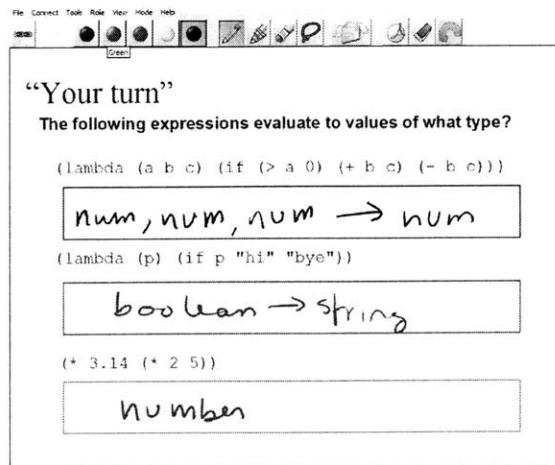 File Connect Tools Role View Mode Help
Green
“Your turn”
The following expressions evaluate to values of what type?
(lambda (a b c) (if (> a 0) (+ b c) (- b c)))
num, num, num → num
(lambda (p) (if p "hi" "bye"))
boolean → string
(* 3.14 (* 2 5))
number